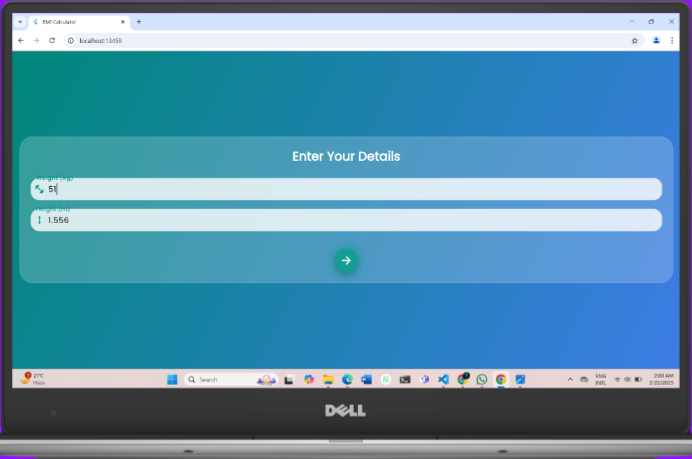 BMI Calculator
localhost:13458
Enter Your Details
Weight (kg)
51
Height (m)
1.556
21°C
Haze
Search
ENG
INTL
2:08 AM
2/22/2025
DELL